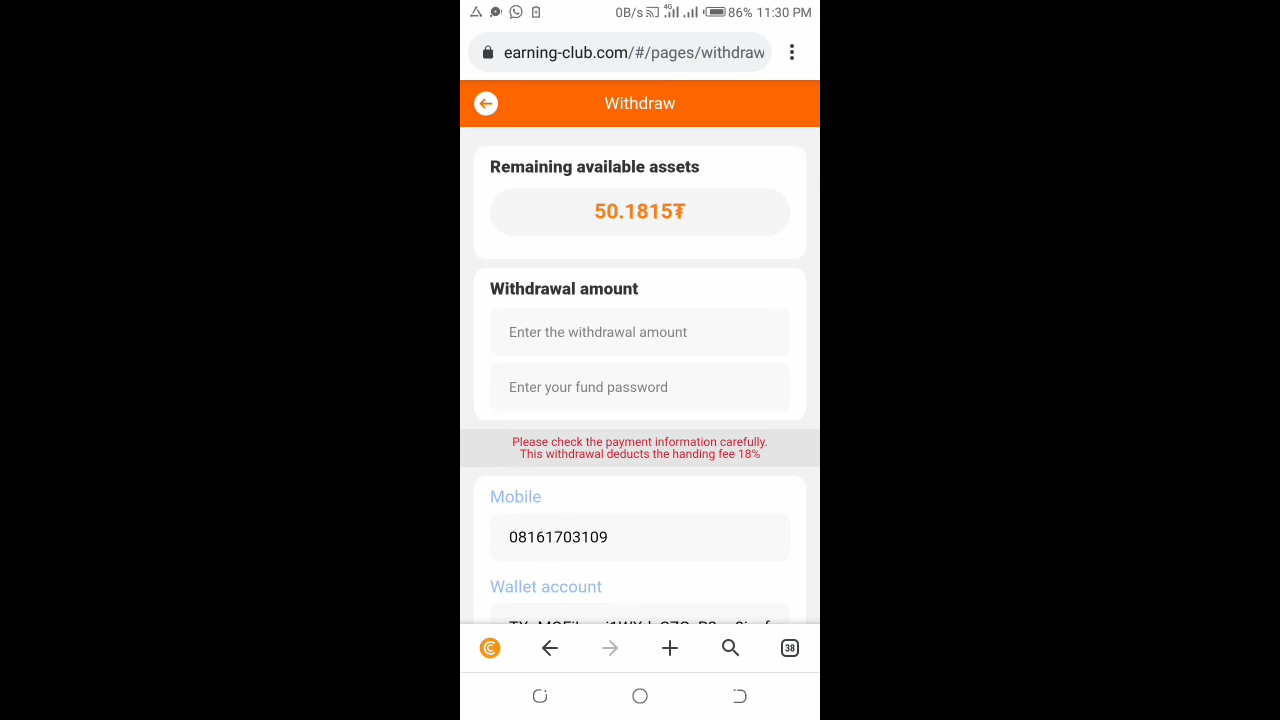 0B/s 4G 86% 11:30 PM
earning-club.com/#/pages/withdraw
Withdraw
Remaining available assets
50.1815₮
Withdrawal amount
Enter the withdrawal amount
Enter your fund password
Please check the payment information carefully.
This withdrawal deducts the handing fee 18%
Mobile
08161703109
Wallet account
38